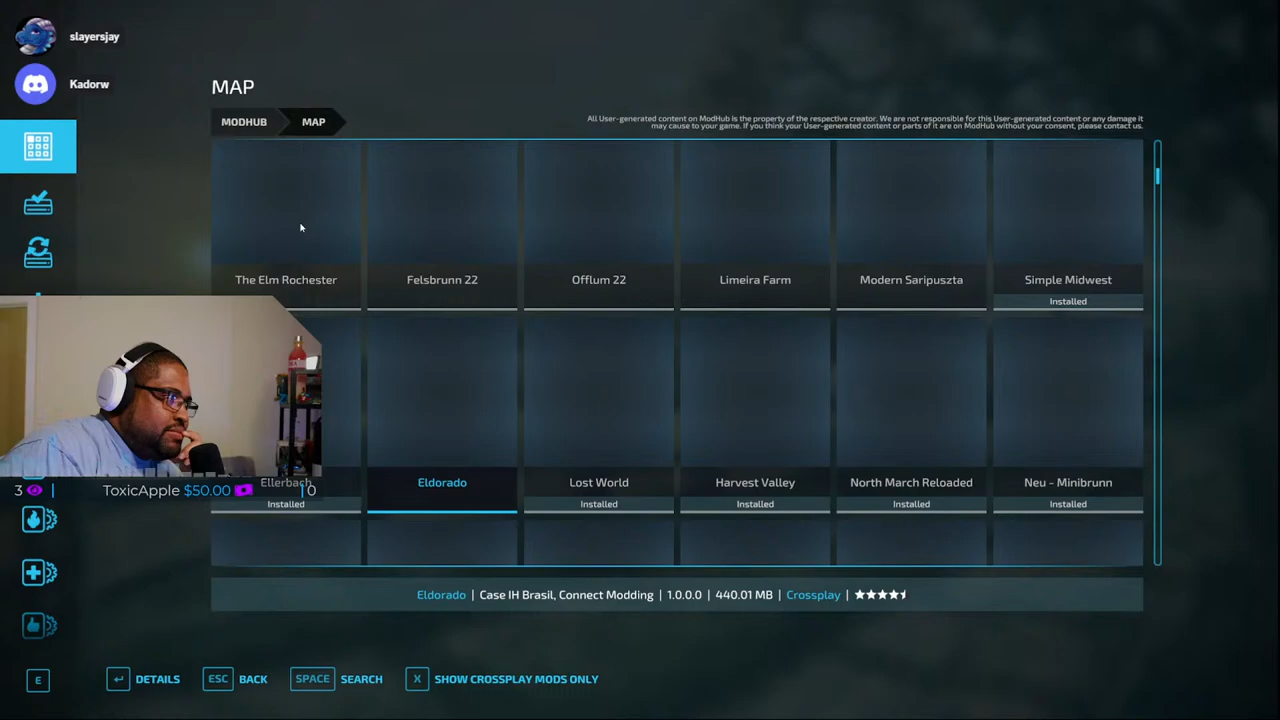 slayersjay
Kadorw
MAP
MODHUB MAP
All User-generated content on ModHub is the property of the respective creator. We are not responsible for this User-generated content or any damage it
may cause to your game. If you think your User-generated content or parts of it are on ModHub without your consent, please contact us.
The Elm Rochester Felsbrunn 22 Offlum 22 Limeira Farm Modern Saripuszta Simple Midwest
Installed
Ellerbach Eldorado Lost World Harvest Valley North March Reloaded Neu - Minibrunn
Installed Installed Installed Installed Installed
3 | ToxicApple $50.00 | 0
Eldorado | Case IH Brasil, Connect Modding | 1.0.0.0 | 440.01 MB | Crossplay |
E
DETAILS ESC BACK SPACE SEARCH X SHOW CROSSPLAY MODS ONLY